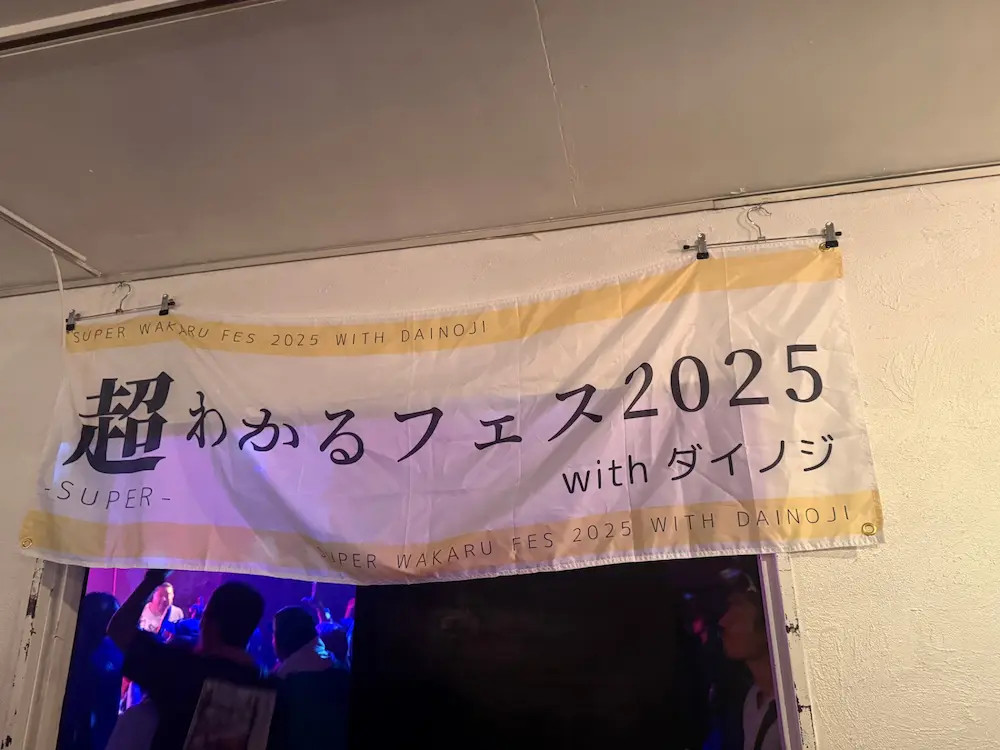 SUPER WAKARU FES 2025 WITH DAINOJI
超わかるフェス2025
-SUPER-
with ダイノジ
SUPER WAKARU FES 2025 WITH DAINOJI